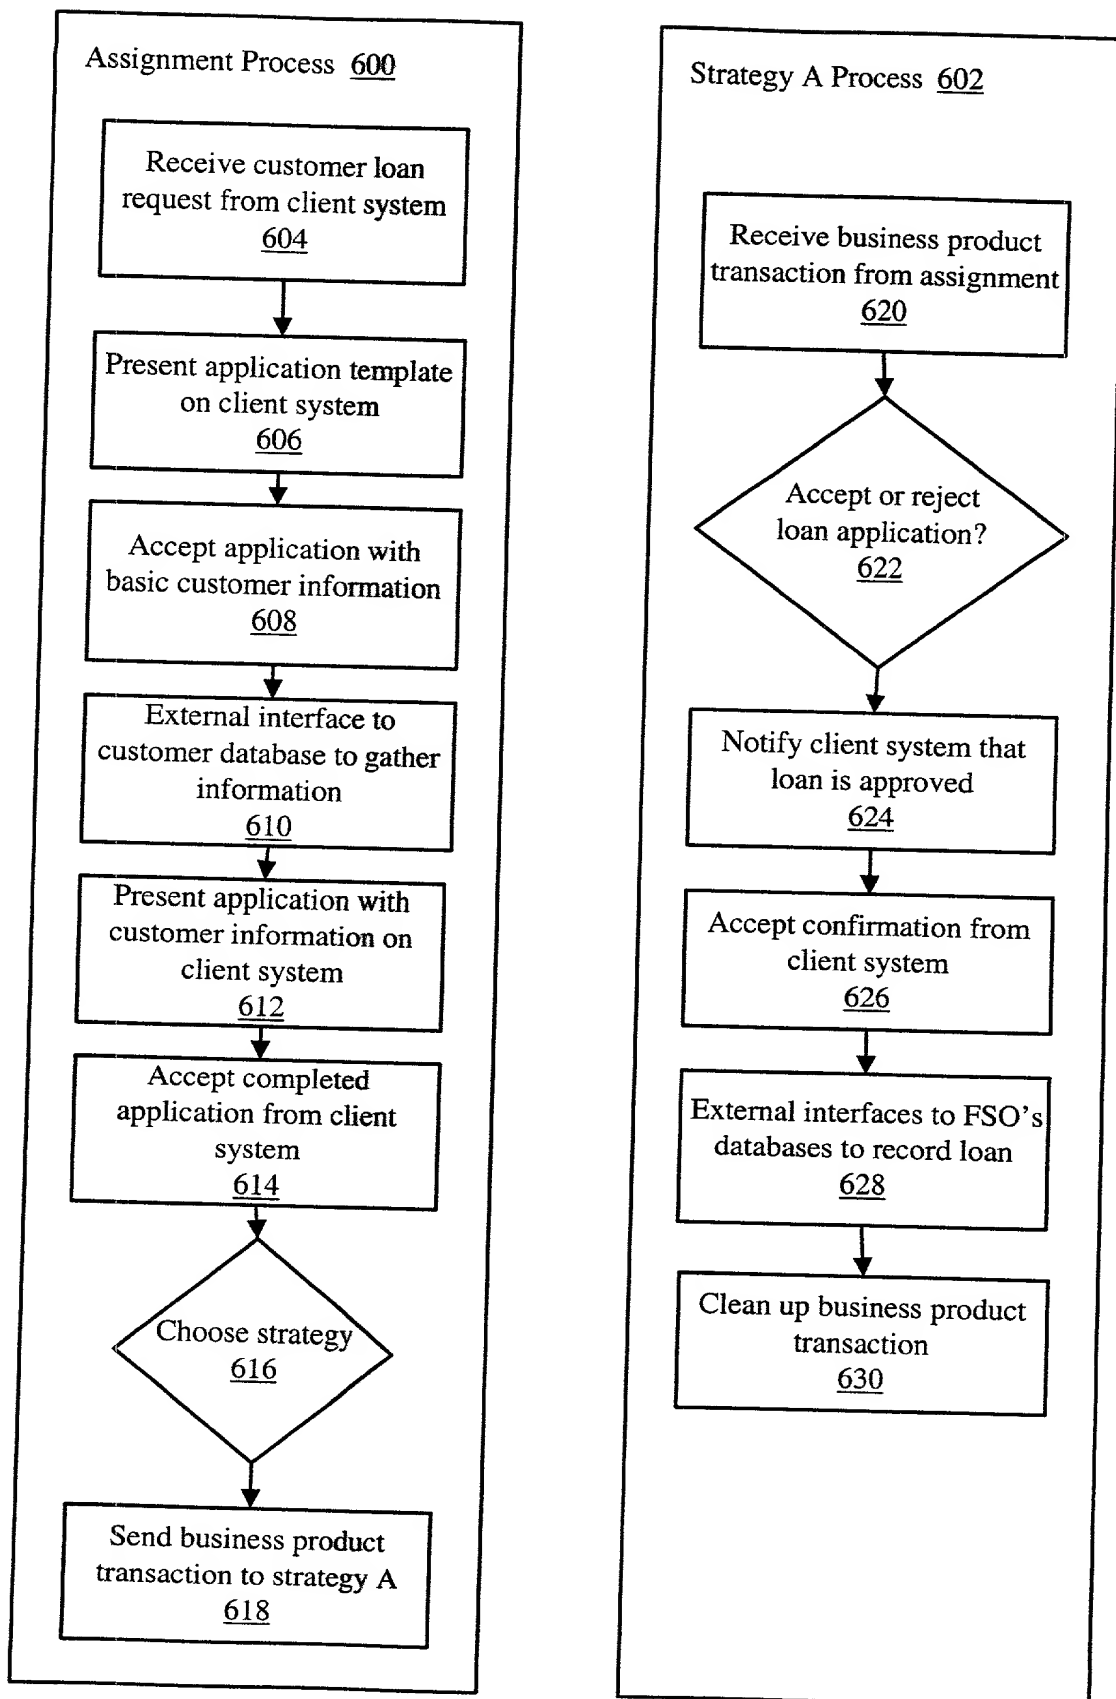 Assignment Process 600
Receive customer loan
request from client system
604
Present application template
on client system
606
Accept application with
basic customer information
608
External interface to
customer database to gather
information
610
Present application with
customer information on
client system
612
Accept completed
application from client
system
614
Choose strategy
616
Send business product
transaction to strategy A
618
Strategy A Process 602
Receive business product
transaction from assignment
620
Accept or reject
loan application?
622
Notify client system that
loan is approved
624
Accept confirmation from
client system
626
External interfaces to FSO's
databases to record loan
628
Clean up business product
transaction
630